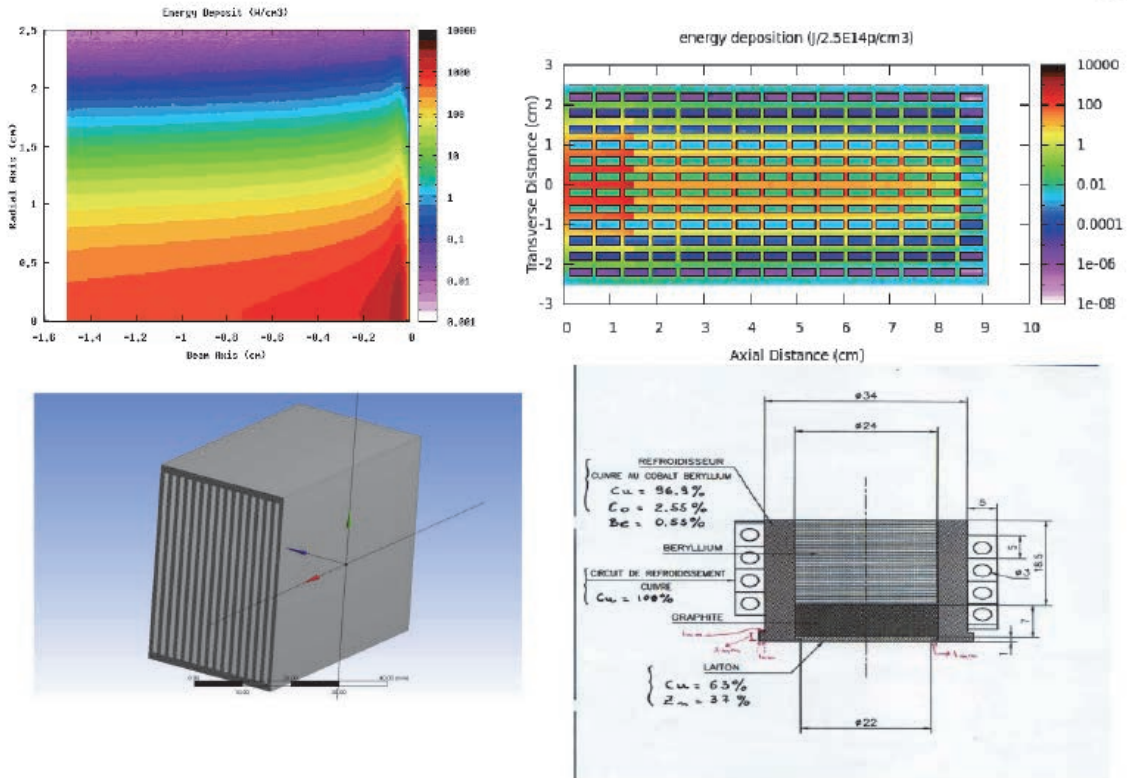 Energy Deposit (W/cm3)
2.5
2
1.5
1
0.5
0
Radial Axis (cm)
-1.6
-1.4
-1.2
-1
-0.8
-0.6
-0.4
-0.2
0
Beam Axis (cm)
10000
1000
100
10
1
0.1
0.01
0.001
energy deposition (J/2.5E14p/cm3)
3
2
1
0
-1
-2
-3
Transverse Distance (cm)
0
1
2
3
4
5
6
7
8
9
10
Axial Distance (cm)
10000
100
1
0.01
0.0001
1e-06
1e-08
0.00
ø34
ø24
REFROIDISSEUR
CUIVRE AU COBALT BERYLLIUM
Cu = 96.9%
Co = 2.55%
Be = 0.55%
BERYLLIUM
CIRCUIT DE REFROIDISSEMENT
CUIVRE
Cu = 100%
GRAPHITE
5
5
18.5
7
1
LAITON
Cu = 63%
Zn = 37%
ø22